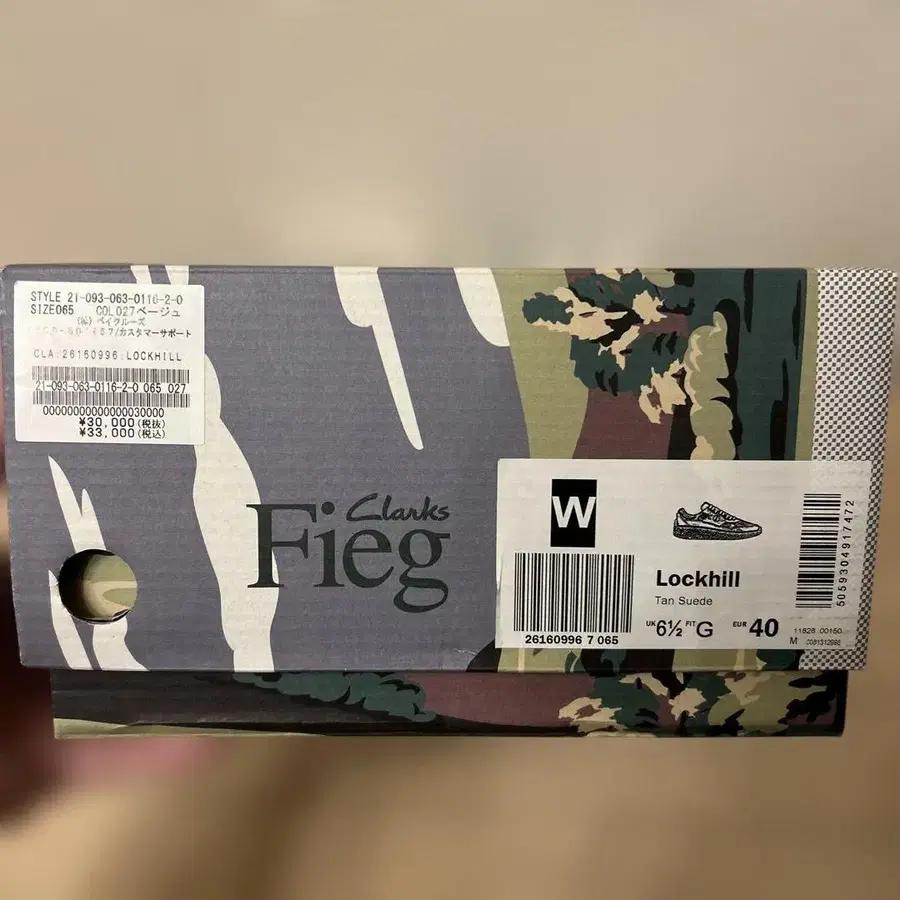 STYLE 21-093-063-0116-2-0
SIZE065 COL027ベージュ
(株)ベイクルーズ
/カスタマーサポート
CLA:26160996:LOCKHILL
21-093-063-0116-2-0 065 027
00000000000000030000
¥30,000(税抜)
¥33,000(税込)
Clarks
Fieg
W
26160996 7 065
Lockhill
Tan Suede
UK 6½ FIT G EUR 40
11826 00150
M
5059304917472